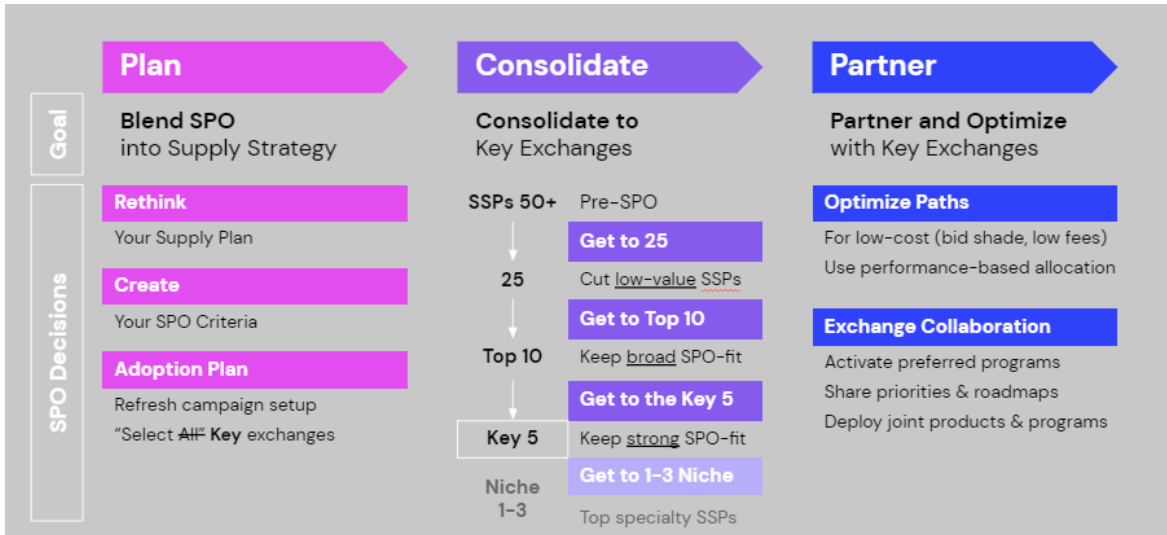 Plan
Consolidate
Partner
Goal
Blend SPO
into Supply Strategy
Consolidate to
Key Exchanges
Partner and Optimize
with Key Exchanges
SPO Decisions
Rethink
Your Supply Plan
Create
Your SPO Criteria
Adoption Plan
Refresh campaign setup
“Select All” Key exchanges
SSPs 50+ Pre-SPO
Get to 25
25 Cut low-value SSPs
Get to Top 10
Top 10 Keep broad SPO-fit
Get to the Key 5
Key 5 Keep strong SPO-fit
Get to 1-3 Niche
Niche
1-3
Top specialty SSPs
Optimize Paths
For low-cost (bid shade, low fees)
Use performance-based allocation
Exchange Collaboration
Activate preferred programs
Share priorities & roadmaps
Deploy joint products & programs